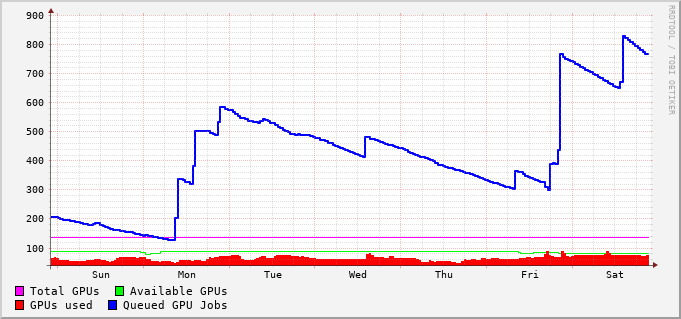 900
800
700
600
500
400
300
200
100
Sun Mon Tue Wed Thu Fri Sat
Total GPUs Available GPUs
GPUs used Queued GPU Jobs
RRDTOOL / TOBI OETIKER